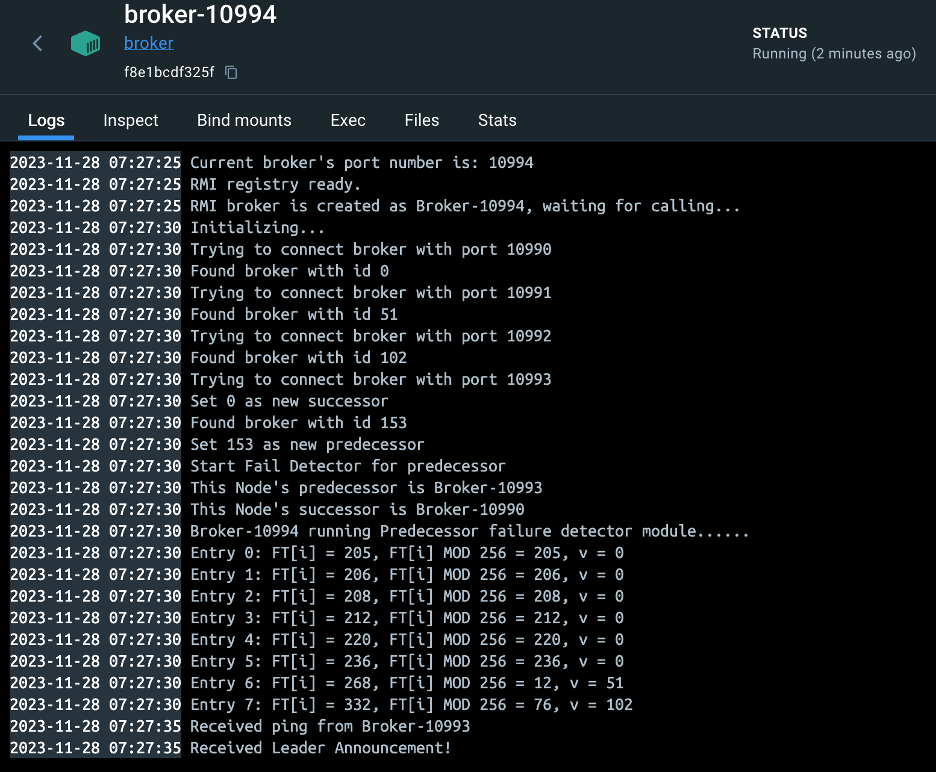 broker-10994
broker
f8e1bcdf325f
STATUS
Running (2 minutes ago)
Logs Inspect Bind mounts Exec Files Stats
2023-11-28 07:27:25 Current broker's port number is: 10994
2023-11-28 07:27:25 RMI registry ready.
2023-11-28 07:27:25 RMI broker is created as Broker-10994, waiting for calling...
2023-11-28 07:27:30 Initializing...
2023-11-28 07:27:30 Trying to connect broker with port 10990
2023-11-28 07:27:30 Found broker with id 0
2023-11-28 07:27:30 Trying to connect broker with port 10991
2023-11-28 07:27:30 Found broker with id 51
2023-11-28 07:27:30 Trying to connect broker with port 10992
2023-11-28 07:27:30 Found broker with id 102
2023-11-28 07:27:30 Trying to connect broker with port 10993
2023-11-28 07:27:30 Set 0 as new successor
2023-11-28 07:27:30 Found broker with id 153
2023-11-28 07:27:30 Set 153 as new predecessor
2023-11-28 07:27:30 Start Fail Detector for predecessor
2023-11-28 07:27:30 This Node's predecessor is Broker-10993
2023-11-28 07:27:30 This Node's successor is Broker-10990
2023-11-28 07:27:30 Broker-10994 running Predecessor failure detector module......
2023-11-28 07:27:30 Entry 0: FT[i] = 205, FT[i] MOD 256 = 205, v = 0
2023-11-28 07:27:30 Entry 1: FT[i] = 206, FT[i] MOD 256 = 206, v = 0
2023-11-28 07:27:30 Entry 2: FT[i] = 208, FT[i] MOD 256 = 208, v = 0
2023-11-28 07:27:30 Entry 3: FT[i] = 212, FT[i] MOD 256 = 212, v = 0
2023-11-28 07:27:30 Entry 4: FT[i] = 220, FT[i] MOD 256 = 220, v = 0
2023-11-28 07:27:30 Entry 5: FT[i] = 236, FT[i] MOD 256 = 236, v = 0
2023-11-28 07:27:30 Entry 6: FT[i] = 268, FT[i] MOD 256 = 12, v = 51
2023-11-28 07:27:30 Entry 7: FT[i] = 332, FT[i] MOD 256 = 76, v = 102
2023-11-28 07:27:35 Received ping from Broker-10993
2023-11-28 07:27:35 Received Leader Announcement!